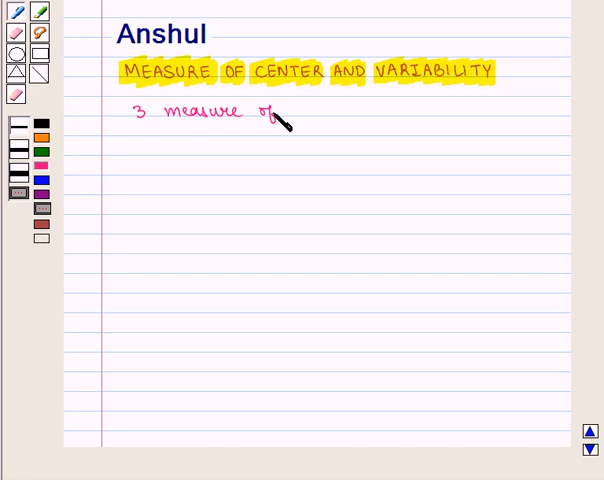 Anshul
MEASURE OF CENTER AND VARIABILITY
3 measure of